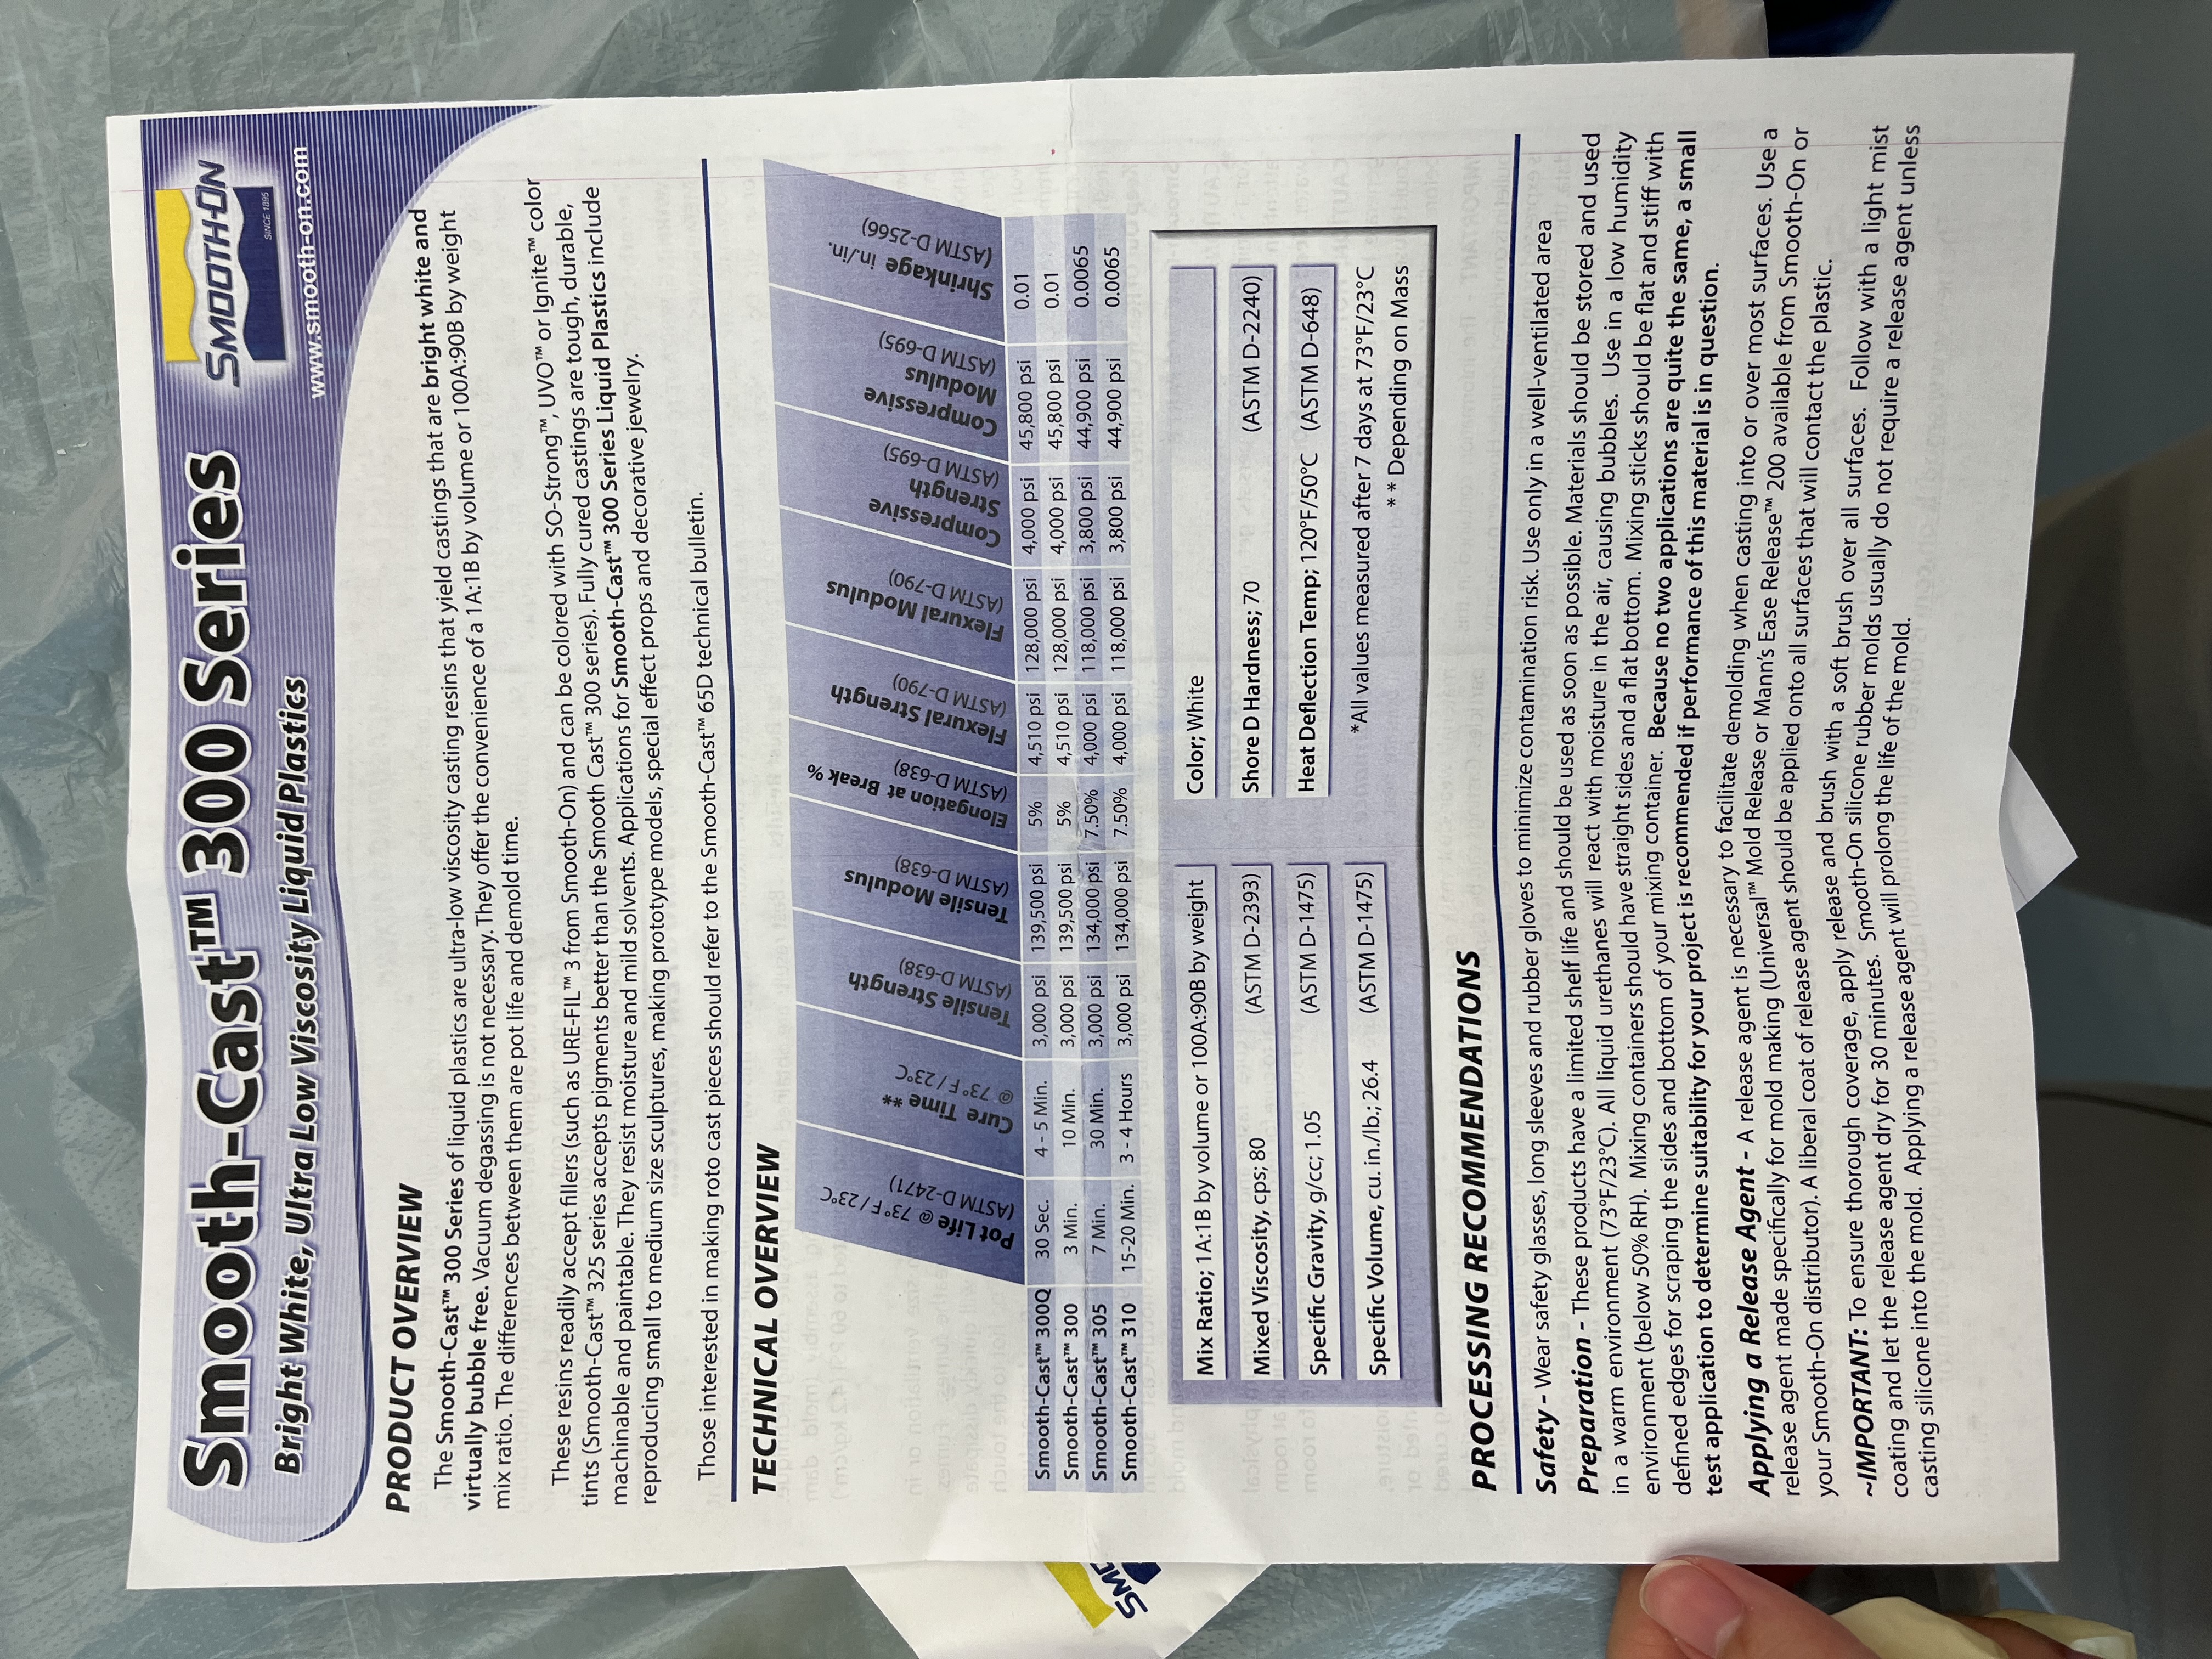 Smooth-Cast™ 300 Series
Bright White, Ultra Low Viscosity Liquid Plastics
SMOOTH-ON
SINCE 1895
www.smooth-on.com
PRODUCT OVERVIEW
The Smooth-Cast™ 300 Series of liquid plastics are ultra-low viscosity casting resins that yield castings that are bright white and
virtually bubble free. Vacuum degassing is not necessary. They offer the convenience of a 1A:1B by volume or 100A:90B by weight
mix ratio. The differences between them are pot life and demold time.
These resins readily accept fillers (such as URE-FIL™ 3 from Smooth-On) and can be colored with SO-Strong™, UVO™ or Ignite™ color
tints (Smooth-Cast™ 325 series accepts pigments better than the Smooth Cast™ 300 series). Fully cured castings are tough, durable,
machinable and paintable. They resist moisture and mild solvents. Applications for Smooth-Cast™ 300 Series Liquid Plastics include
reproducing small to medium size sculptures, making prototype models, special effect props and decorative jewelry.
Those interested in making roto cast pieces should refer to the Smooth-Cast™ 65D technical bulletin.
TECHNICAL OVERVIEW
Pot Life @ 73°F/23°C
(ASTM D-2471)
Cure Time **
@ 73°F/23°C
Tensile Strength
(ASTM D-638)
Tensile Modulus
(ASTM D-638)
Elongation at Break %
(ASTM D-638)
Flexural Strength
(ASTM D-790)
Flexural Modulus
(ASTM D-790)
Compressive
Strength
(ASTM D-695)
Compressive
Modulus
(ASTM D-695)
Shrinkage in./in.
(ASTM D-2566)
Smooth-Cast™ 300Q 30 Sec. 4 - 5 Min. 3,000 psi 139,500 psi 5% 4,510 psi 128,000 psi 4,000 psi 45,800 psi 0.01
Smooth-Cast™ 300 3 Min. 10 Min. 3,000 psi 139,500 psi 5% 4,510 psi 128,000 psi 4,000 psi 45,800 psi 0.01
Smooth-Cast™ 305 7 Min. 30 Min. 3,000 psi 134,000 psi 7.50% 4,000 psi 118,000 psi 3,800 psi 44,900 psi 0.0065
Smooth-Cast™ 310 15-20 Min. 3 - 4 Hours 3,000 psi 134,000 psi 7.50% 4,000 psi 118,000 psi 3,800 psi 44,900 psi 0.0065
Mix Ratio; 1A:1B by volume or 100A:90B by weight
Mixed Viscosity, cps; 80 (ASTM D-2393)
Specific Gravity, g/cc; 1.05 (ASTM D-1475)
Specific Volume, cu. in./lb.; 26.4 (ASTM D-1475)
Color; White
Shore D Hardness; 70 (ASTM D-2240)
Heat Deflection Temp; 120°F/50°C (ASTM D-648)
*All values measured after 7 days at 73°F/23°C
* * Depending on Mass
PROCESSING RECOMMENDATIONS
Safety - Wear safety glasses, long sleeves and rubber gloves to minimize contamination risk. Use only in a well-ventilated area
Preparation - These products have a limited shelf life and should be used as soon as possible. Materials should be stored and used
in a warm environment (73°F/23°C). All liquid urethanes will react with moisture in the air, causing bubbles. Use in a low humidity
environment (below 50% RH). Mixing containers should have straight sides and a flat bottom. Mixing sticks should be flat and stiff with
defined edges for scraping the sides and bottom of your mixing container. Because no two applications are quite the same, a small
test application to determine suitability for your project is recommended if performance of this material is in question.
Applying a Release Agent - A release agent is necessary to facilitate demolding when casting into or over most surfaces. Use a
release agent made specifically for mold making (Universal™ Mold Release or Mann's Ease Release™ 200 available from Smooth-On or
your Smooth-On distributor). A liberal coat of release agent should be applied onto all surfaces that will contact the plastic.
~IMPORTANT: To ensure thorough coverage, apply release and brush with a soft brush over all surfaces. Follow with a light mist
coating and let the release agent dry for 30 minutes. Smooth-On silicone rubber molds usually do not require a release agent unless
casting silicone into the mold. Applying a release agent will prolong the life of the mold.